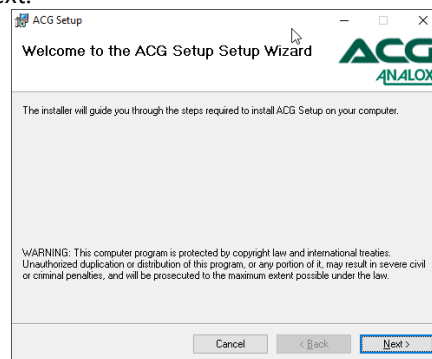 ext.
ACG Setup
Welcome to the ACG Setup Setup Wizard
ACG
ANALOX
The installer will guide you through the steps required to install ACG Setup on your computer.
WARNING: This computer program is protected by copyright law and international treaties.
Unauthorized duplication or distribution of this program, or any portion of it, may result in severe civil
or criminal penalties, and will be prosecuted to the maximum extent possible under the law.
Cancel
< Back
Next >